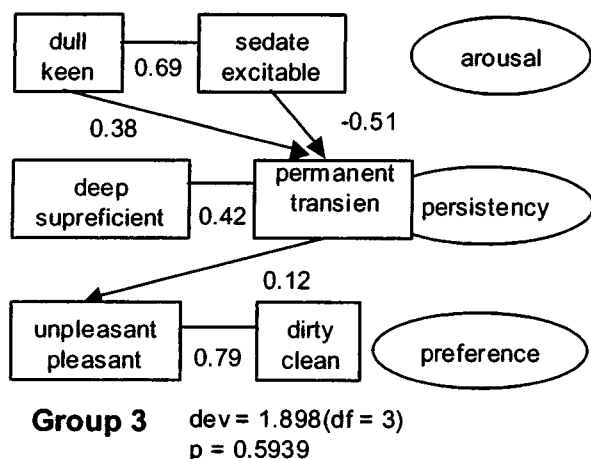 dull
keen
0.69
sedate
excitable
arousal
0.38
-0.51
deep
supreficient
0.42
permanent
transien
persistency
0.12
unpleasant
pleasant
0.79
dirty
clean
preference
Group 3
dev = 1.898(df = 3)
p = 0.5939